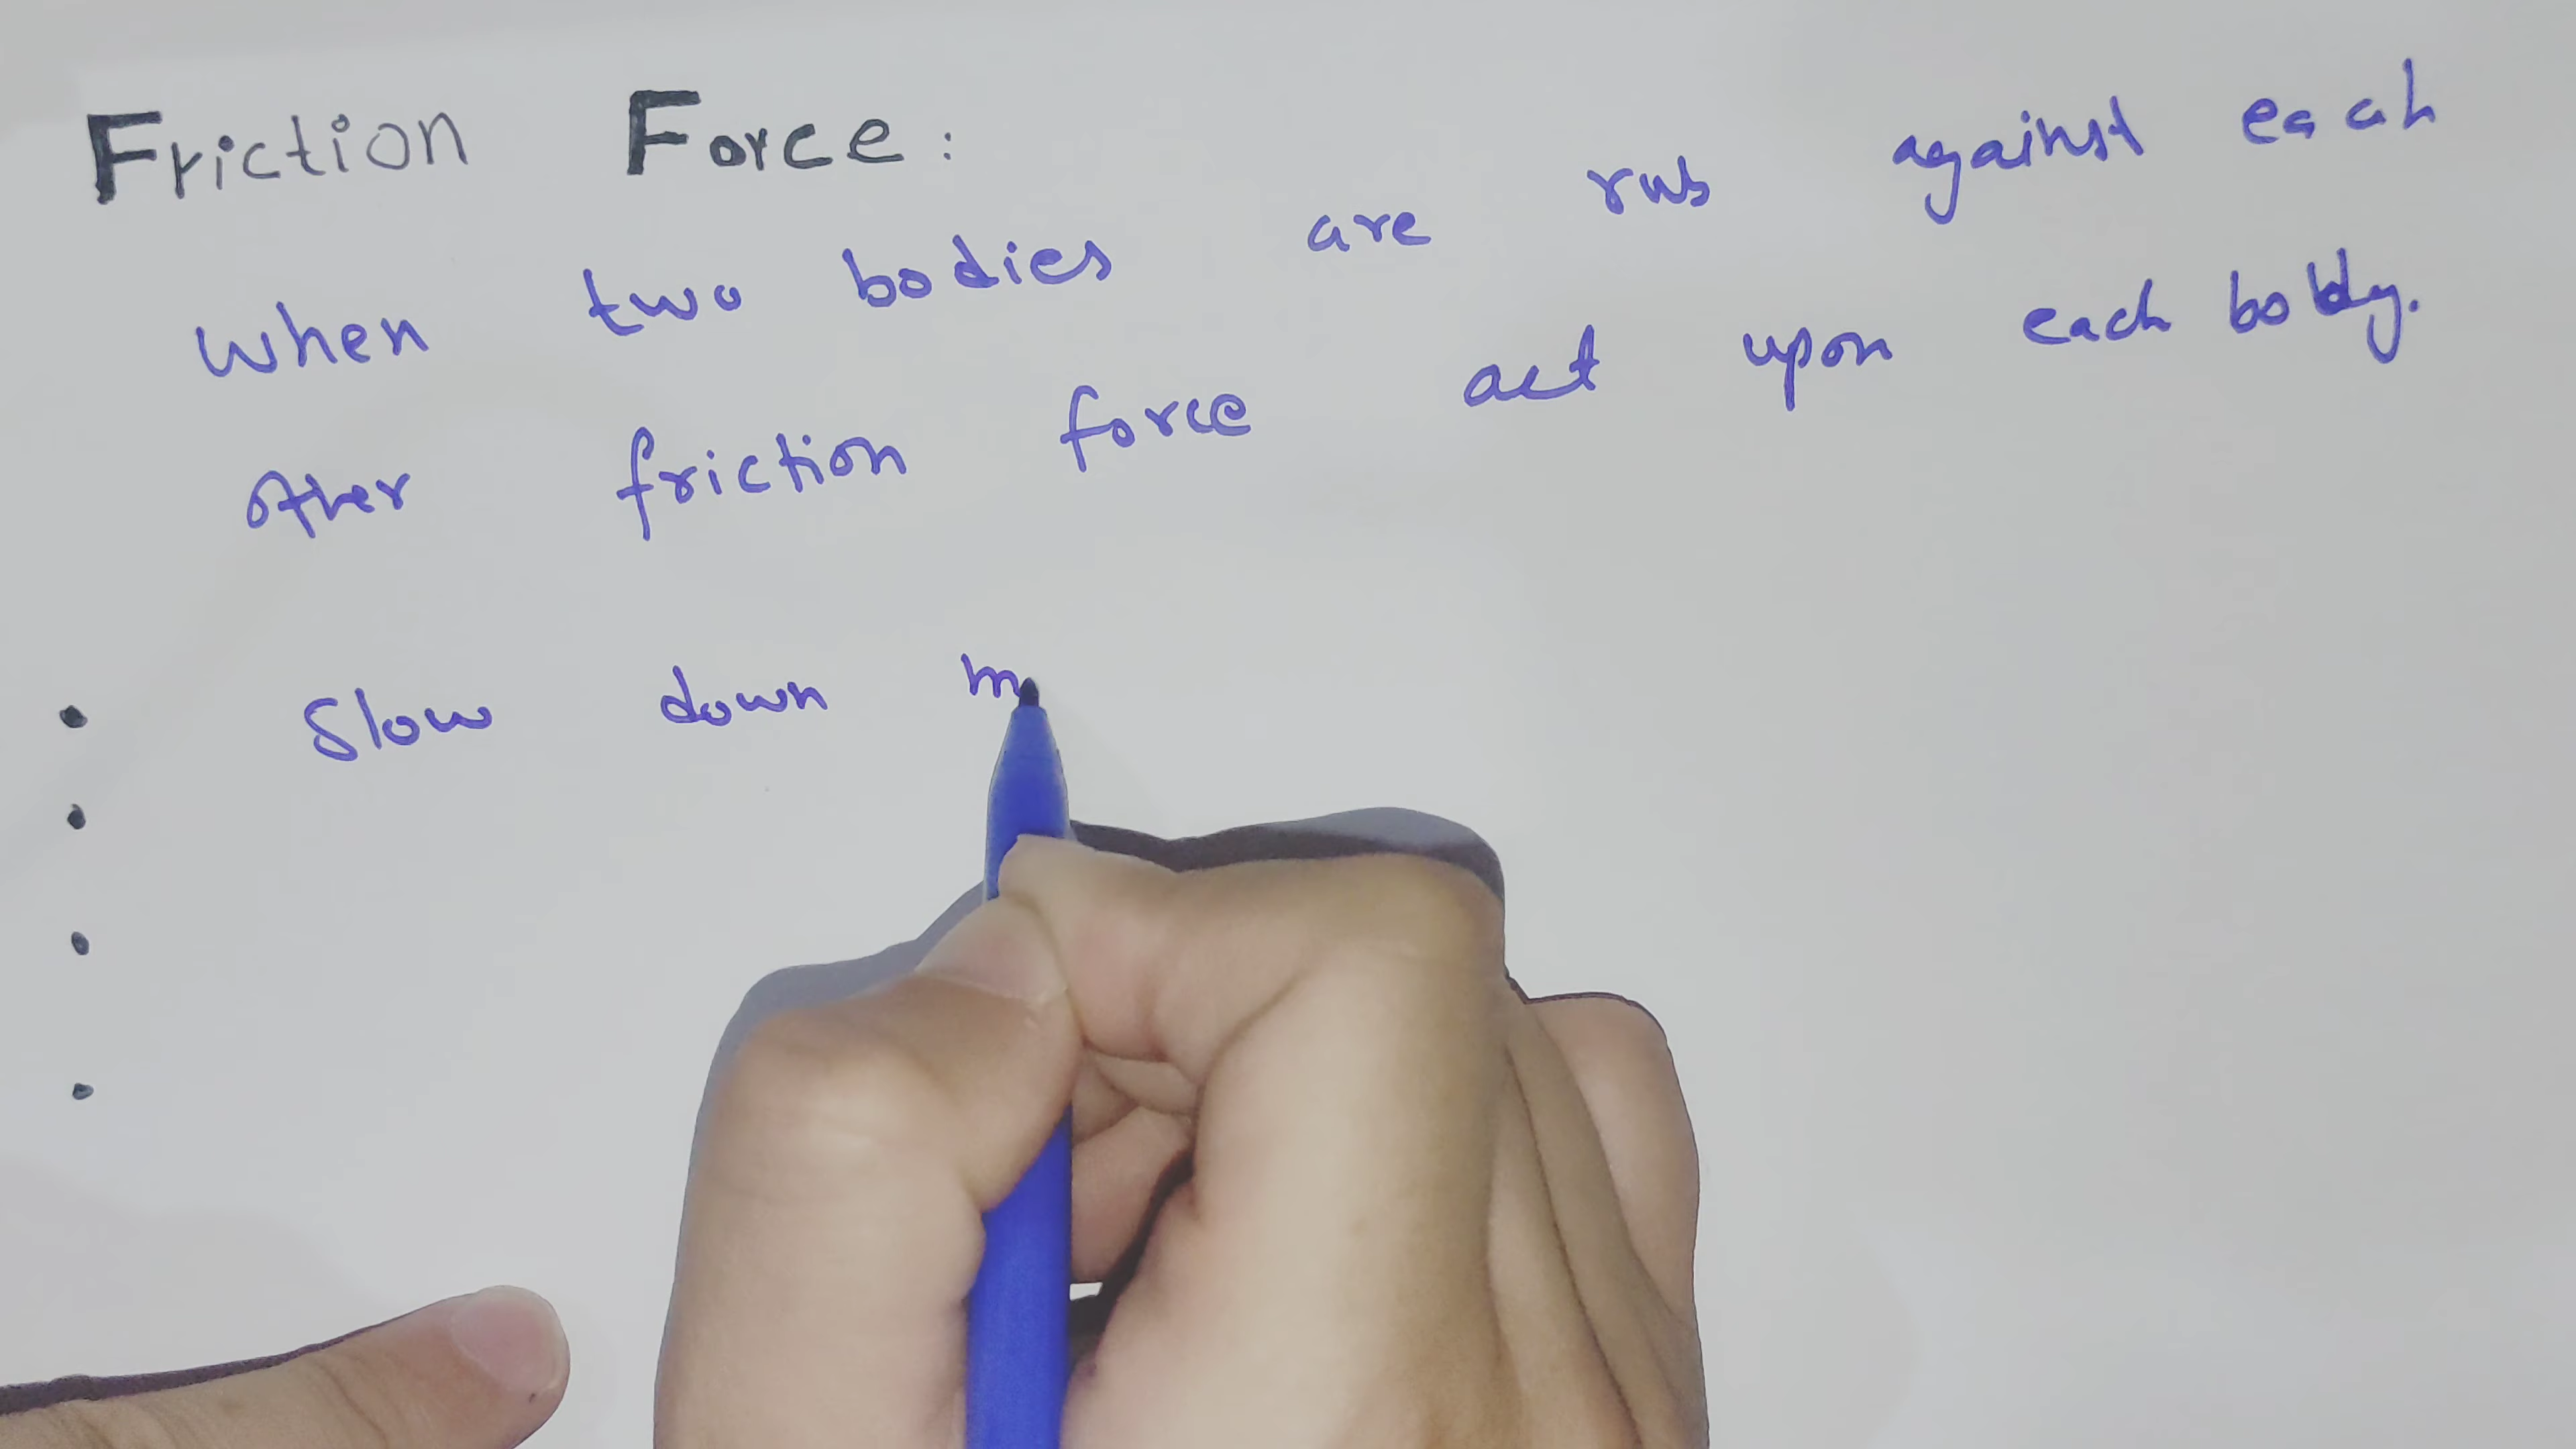 Friction Force:
when two bodies are rub against each
other friction force act upon each body.
• Slow down m
•
•
•